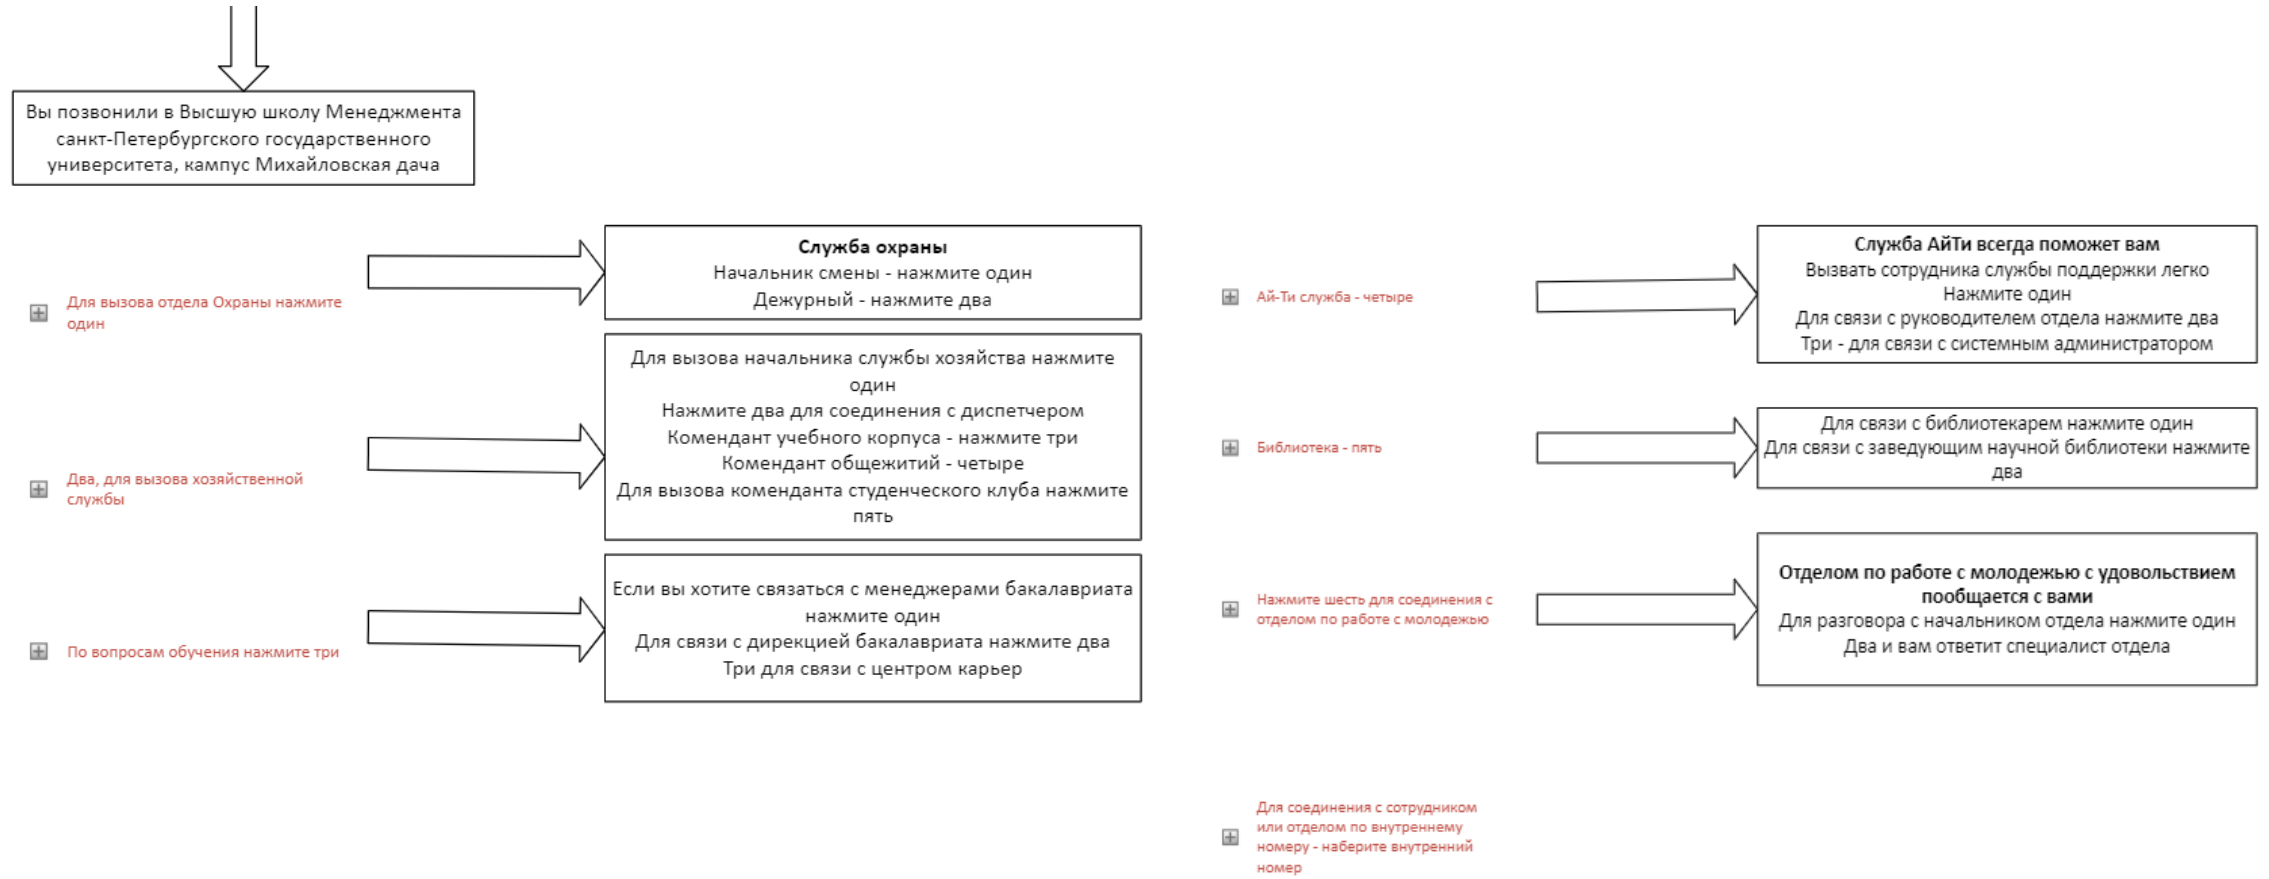 Вы позвонили в Высшую школу Менеджмента
санкт-Петербургского государственного
университета, кампус Михайловская дача
Для вызова отдела Охраны нажмите
один
Служба охраны
Начальник смены - нажмите один
Дежурный - нажмите два
Два, для вызова хозяйственной
службы
Для вызова начальника службы хозяйства нажмите
один
Нажмите два для соединения с диспетчером
Комендант учебного корпуса - нажмите три
Комендант общежитий - четыре
Для вызова коменданта студенческого клуба нажмите
пять
По вопросам обучения нажмите три
Если вы хотите связаться с менеджерами бакалавриата
нажмите один
Для связи с дирекцией бакалавриата нажмите два
Три для связи с центром карьер
Ай-Ти служба - четыре
Служба АйТи всегда поможет вам
Вызвать сотрудника службы поддержки легко
Нажмите один
Для связи с руководителем отдела нажмите два
Три - для связи с системным администратором
Библиотека - пять
Для связи с библиотекарем нажмите один
Для связи с заведующим научной библиотеки нажмите
два
Нажмите шесть для соединения с
отделом по работе с молодежью
Отделом по работе с молодежью с удовольствием
пообщается с вами
Для разговора с начальником отдела нажмите один
Два и вам ответит специалист отдела
Для соединения с сотрудником
или отделом по внутреннему
номеру - наберите внутренний
номер